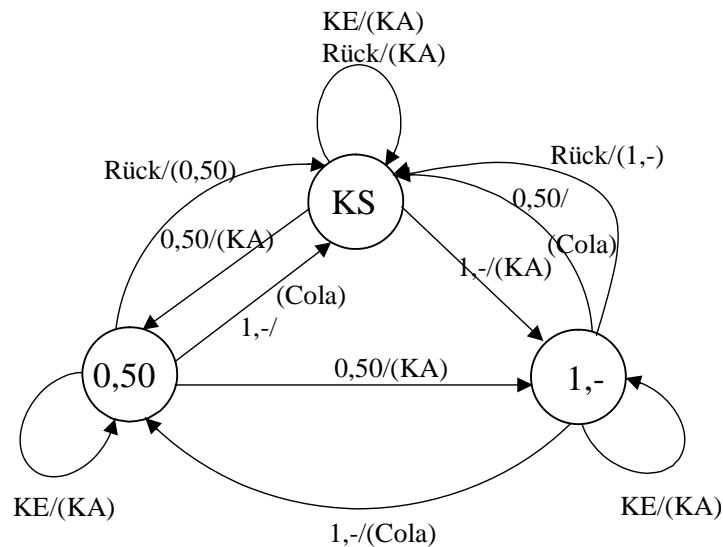 KE/(KA)
Rück/(KA)
Rück/(0,50)
Rück/(1,-)
KS
0,50/
(Cola)
0,50/(KA)
1,-/(KA)
(Cola)
1,-/
0,50
0,50/(KA)
1,-
KE/(KA)
KE/(KA)
1,-/(Cola)